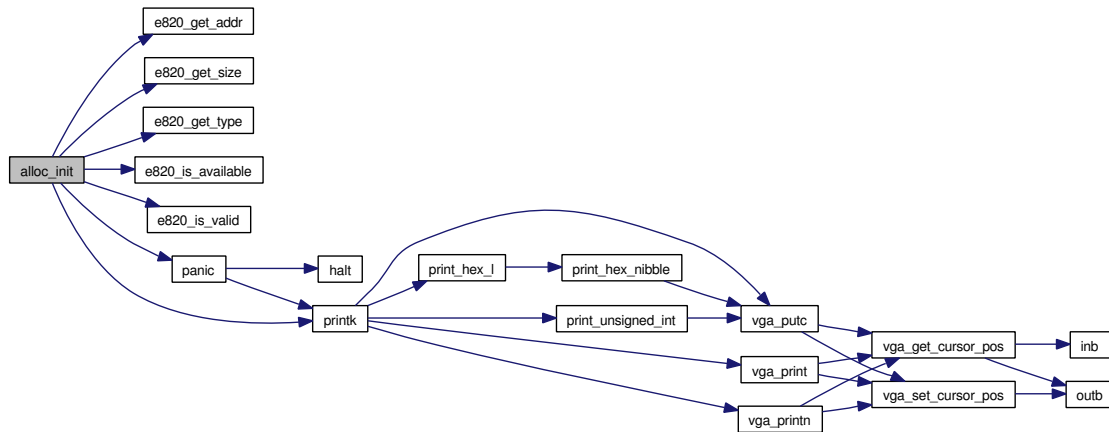 e820_get_addr
e820_get_size
e820_get_type
alloc_init
e820_is_available
e820_is_valid
panic
halt
print_hex_l
print_hex_nibble
printk
print_unsigned_int
vga_putc
vga_get_cursor_pos
inb
vga_print
vga_set_cursor_pos
outb
vga_printn